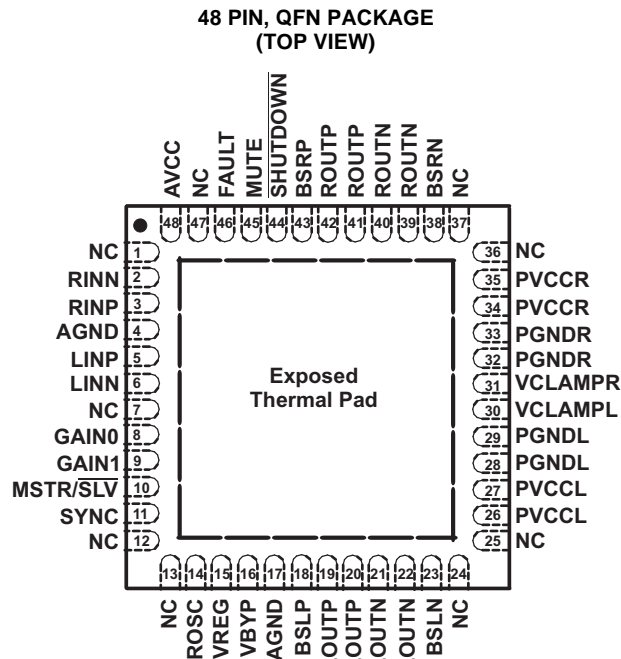 48 PIN, QFN PACKAGE
(TOP VIEW)
AVCC
NC
FAULT
MUTE
SHUTDOWN
BSRP
ROUTP
ROUTP
ROUTN
ROUTN
BSRN
NC
48 47 46 45 44 43 42 41 40 39 38 37
NC 1
RINN 2
RINP 3
AGND 4
LINP 5
LINN 6
NC 7
GAIN0 8
GAIN1 9
MSTR/SLV 10
SYNC 11
NC 12
Exposed
Thermal Pad
36 NC
35 PVCCR
34 PVCCR
33 PGNDR
32 PGNDR
31 VCLAMPR
30 VCLAMPL
29 PGNDL
28 PGNDL
27 PVCCL
26 PVCCL
25 NC
13 14 15 16 17 18 19 20 21 22 23 24
NC
ROSC
VREG
VBYP
AGND
BSLP
OUTP
OUTP
OUTN
OUTN
BSLN
NC